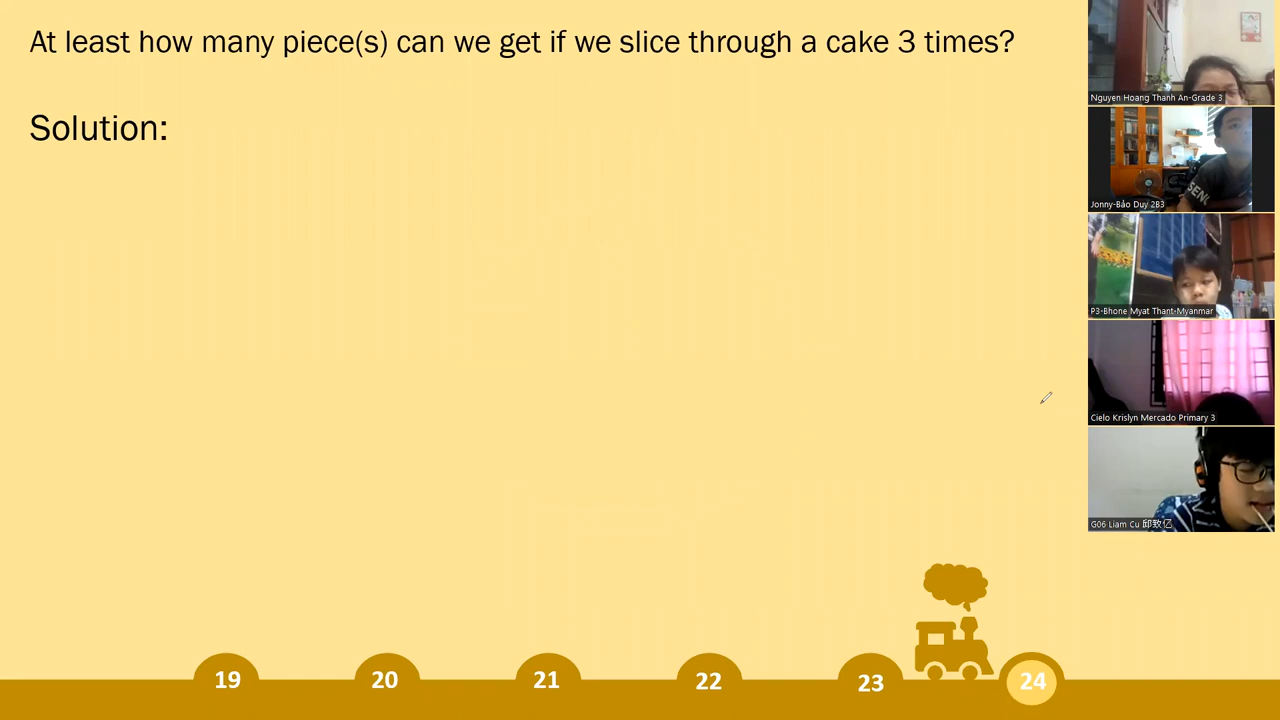 At least how many piece(s) can we get if we slice through a cake 3 times?
Solution:
Nguyen Hoang Thanh An-Grade 3
Jonny-Bảo Duy 2B3
SENI
P3-Bhone Myat Thant-Myanmar
Cielo Krislyn Mercado Primary 3
G06 Liam Cu 邱致亿
19 20 21 22 23 24